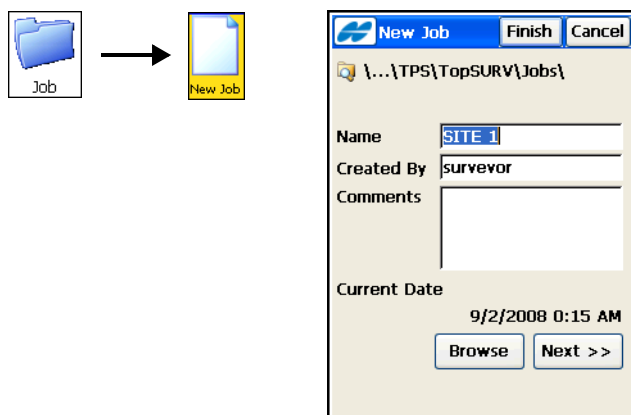 Job
New Job
New Job Finish Cancel
\...\TPS\TopSURV\Jobs\
Name SITE 1
Created By surveyor
Comments
Current Date
9/2/2008 0:15 AM
Browse Next >>